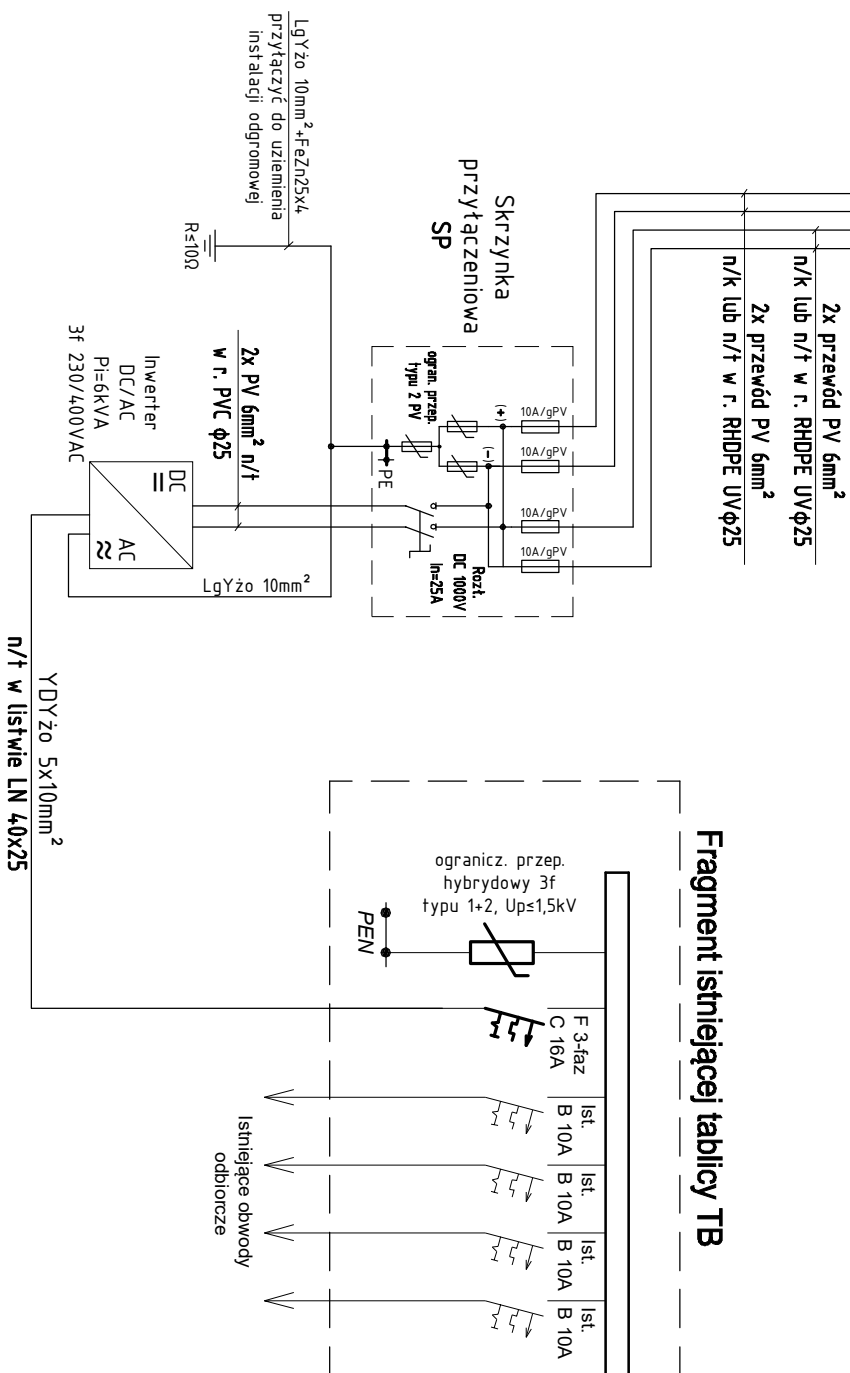 2x przewód PV 6mm²
n/k lub n/t w r. RHDPE UVϕ25
2x przewód PV 6mm²
n/k lub n/t w r. RHDPE UVϕ25
LgYżo 10mm²+FeZn25x4
przyłączyć do uziemienia
instalacji odgromowej
R≤10Ω
Skrzynka
przyłączeniowa
SP
10A/gPV
10A/gPV
10A/gPV
10A/gPV
(+)
(-)
ogran. przep.
typu 2 PV
PE
Rozł.
DC 1000V
In=25A
2x PV 6mm² n/t
w r. PVC ϕ25
Inwerter
DC/AC
Pi=6kVA
3f 230/400VAC
DC
AC
LgYżo 10mm²
YDYżo 5x10mm²
n/t w listwie LN 40x25
Fragment istniejącej tablicy TB
ogranicz. przep.
hybrydowy 3f
typu 1+2, Up≤1,5kV
PEN
F 3-faz
C 16A
Ist.
B 10A
Ist.
B 10A
Ist.
B 10A
Ist.
B 10A
Istniejące obwody
odbiorcze